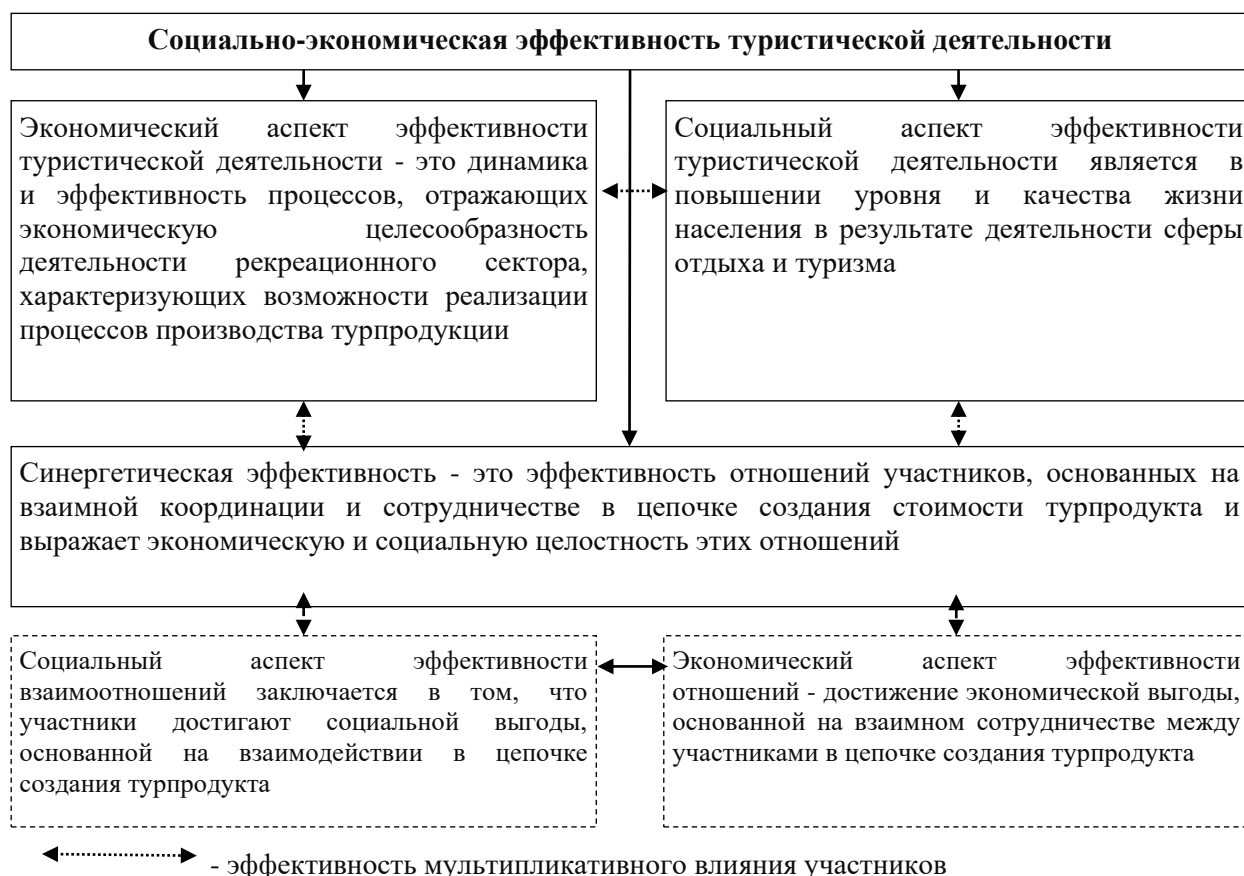 Социально-экономическая эффективность туристической деятельности
Экономический аспект эффективности
туристической деятельности - это динамика
и эффективность процессов, отражающих
экономическую целесообразность
деятельности рекреационного сектора,
характеризующих возможности реализации
процессов производства турпродукции
Социальный аспект эффективности
туристической деятельности является в
повышении уровня и качества жизни
населения в результате деятельности сферы
отдыха и туризма
Синергетическая эффективность - это эффективность отношений участников, основанных на
взаимной координации и сотрудничестве в цепочке создания стоимости турпродукта и
выражает экономическую и социальную целостность этих отношений
Социальный аспект эффективности
взаимоотношений заключается в том, что
участники достигают социальной выгоды,
основанной на взаимодействии в цепочке
создания турпродукта
Экономический аспект эффективности
отношений - достижение экономической выгоды,
основанной на взаимном сотрудничестве между
участниками в цепочке создания турпродукта
- эффективность мультипликативного влияния участников